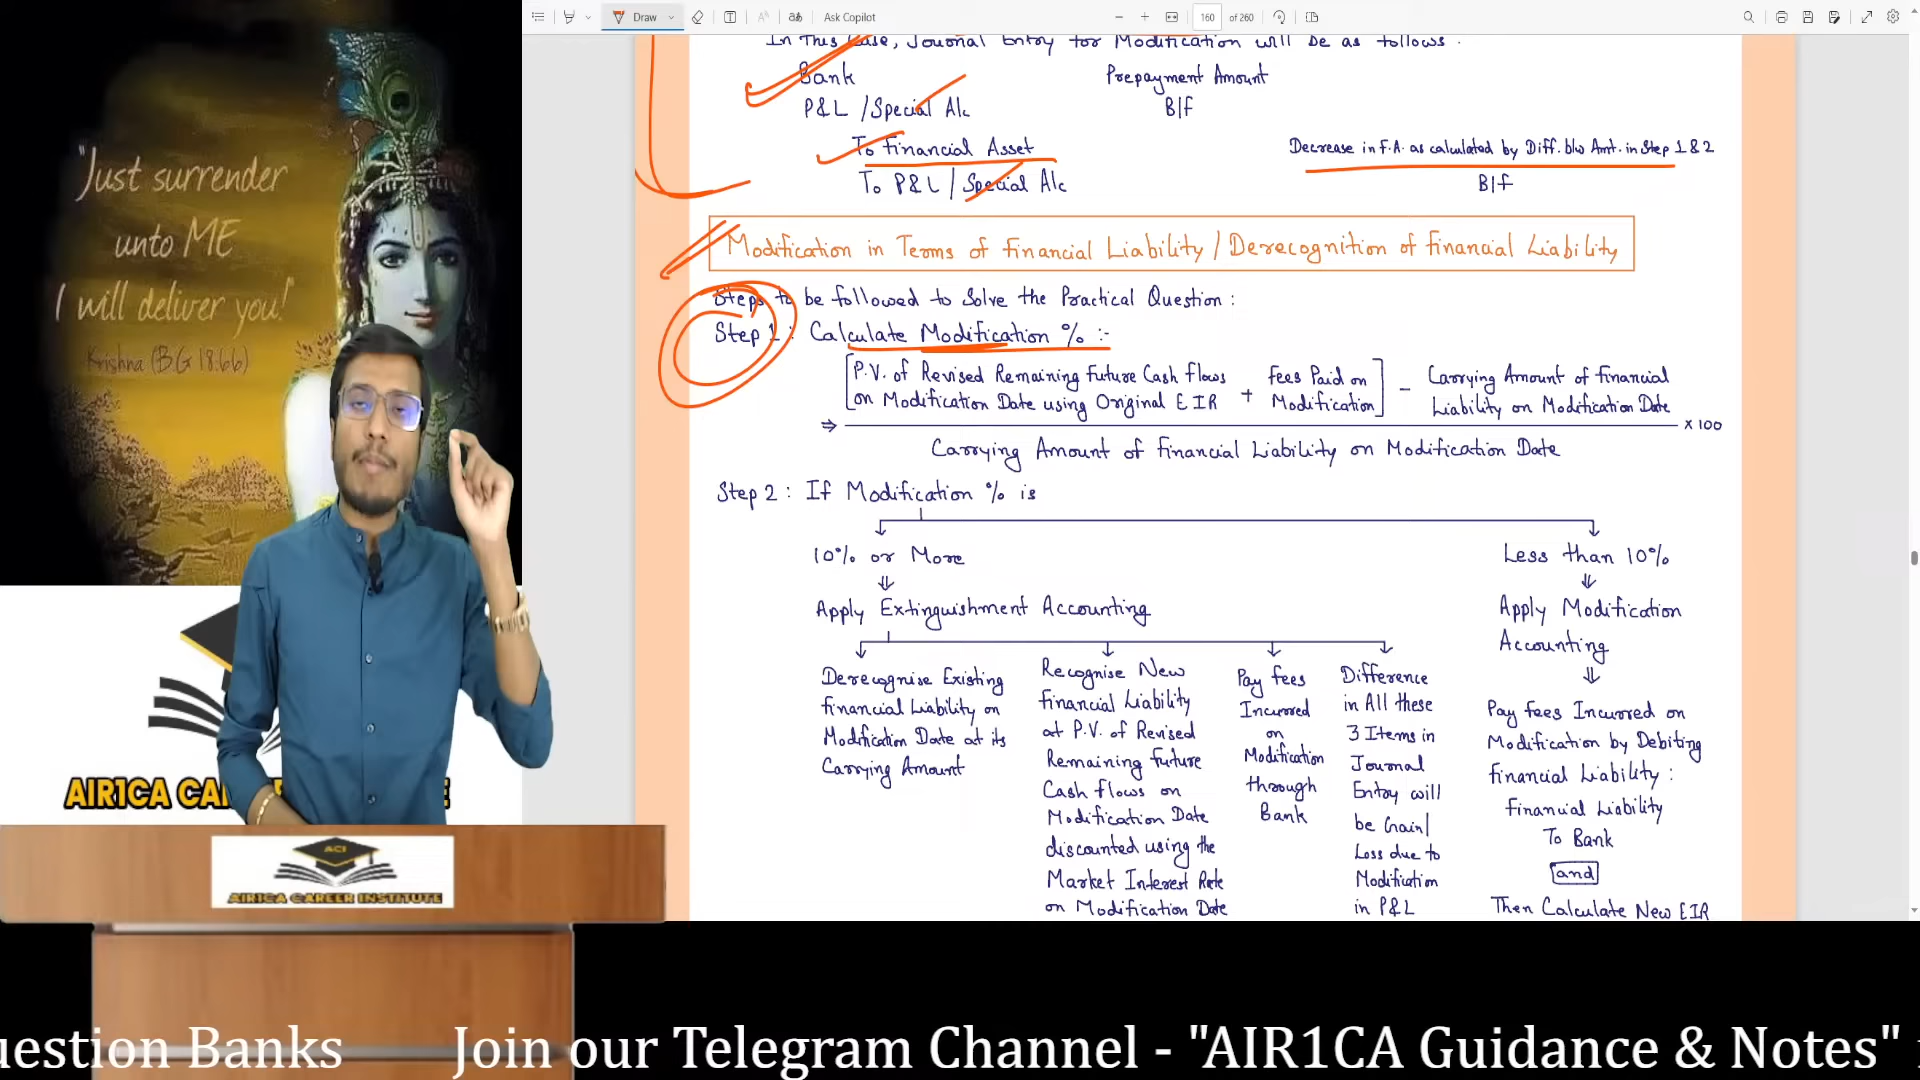 Draw
Ask Copilot
160 of 260
In This Case, Journal Entry for Modification will be as follows.
Bank Prepayment Amount
P&L / Special A/c B/f
To Financial Asset Decrease in F.A. as calculated by Diff. b/w Amt. in Step 1 & 2
To P&L / Special A/c B/f
Modification in Terms of Financial Liability / Derecognition of Financial Liability
Steps to be followed to Solve the Practical Question :
Step 1 : Calculate Modification % :-
[P.V. of Revised Remaining Future Cash Flows on Modification Date using Original EIR + Fees Paid on Modification] - Carrying Amount of Financial Liability on Modification Date
⇒ × 100
Carrying Amount of Financial Liability on Modification Date
Step 2 : If Modification % is
10% or More
⇓
Apply Extinguishment Accounting
Derecognise Existing
Financial Liability on
Modification Date at its
Carrying Amount
Recognise New
Financial Liability
at P.V. of Revised
Remaining Future
Cash Flows on
Modification Date
discounted using the
Market Interest Rate
on Modification Date
Pay Fees
Incurred
on
Modification
through
Bank
Difference
in All these
3 Items in
Journal
Entry will
be Gain/
Loss due to
Modification
in P&L
Less than 10%
⇓
Apply Modification
Accounting
⇓
Pay Fees Incurred on
Modification by Debiting
Financial Liability :
Financial Liability
To Bank
and
Then Calculate New EIR
"Just surrender
unto ME
I will deliver you!"
Krishna (B.G 18:66)
AIR1CA CA
ACI
AIR1CA CAREER INSTITUTE
uestion Banks Join our Telegram Channel - "AIR1CA Guidance & Notes"